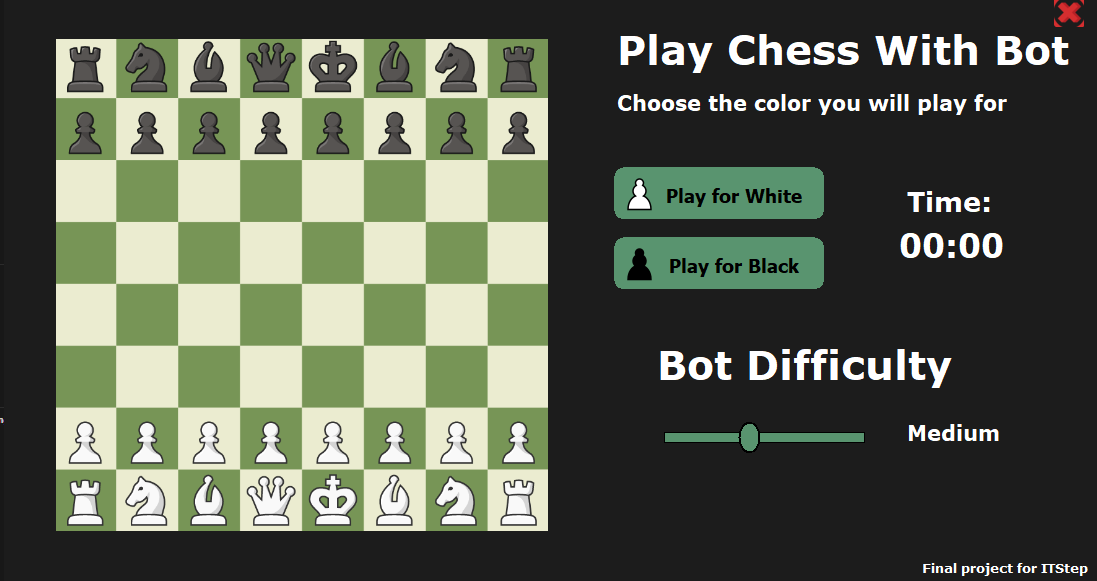 Play Chess With Bot
Choose the color you will play for
Play for White
Play for Black
Time:
00:00
Bot Difficulty
Medium
Final project for ITStep